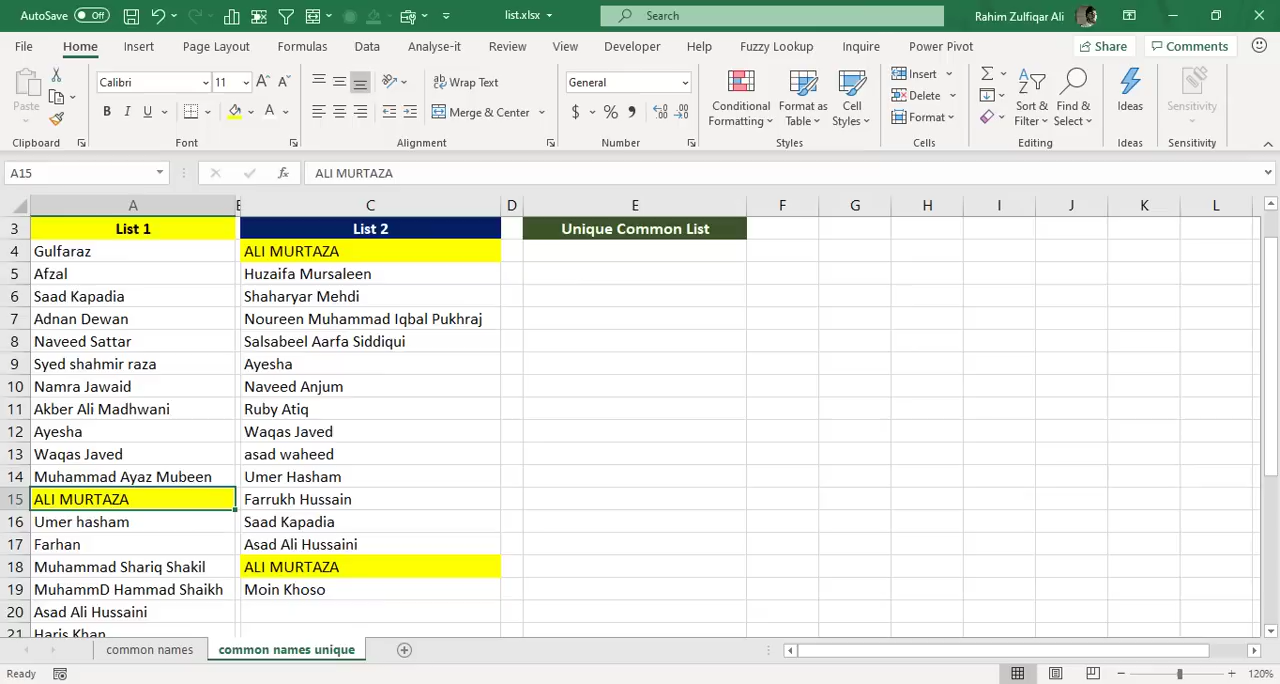 AutoSave Off list.xlsx Search Rahim Zulfiqar Ali
File Home Insert Page Layout Formulas Data Analyse-it Review View Developer Help Fuzzy Lookup Inquire Power Pivot Share Comments
Paste Calibri 11 Wrap Text General Conditional Formatting Format as Table Cell Styles Insert Delete Format Sort & Filter Find & Select Ideas Sensitivity
B I U A Merge & Center $ %
Clipboard Font Alignment Number Styles Cells Editing Ideas Sensitivity
A15 fx ALI MURTAZA
A C D E F G H I J K L
3 List 1 List 2 Unique Common List
4 Gulfaraz ALI MURTAZA
5 Afzal Huzaifa Mursaleen
6 Saad Kapadia Shaharyar Mehdi
7 Adnan Dewan Noureen Muhammad Iqbal Pukhraj
8 Naveed Sattar Salsabeel Aarfa Siddiqui
9 Syed shahmir raza Ayesha
10 Namra Jawaid Naveed Anjum
11 Akber Ali Madhwani Ruby Atiq
12 Ayesha Waqas Javed
13 Waqas Javed asad waheed
14 Muhammad Ayaz Mubeen Umer Hasham
15 ALI MURTAZA Farrukh Hussain
16 Umer hasham Saad Kapadia
17 Farhan Asad Ali Hussaini
18 Muhammad Shariq Shakil ALI MURTAZA
19 MuhammD Hammad Shaikh Moin Khoso
20 Asad Ali Hussaini
21 Haris Khan
common names common names unique
Ready 120%